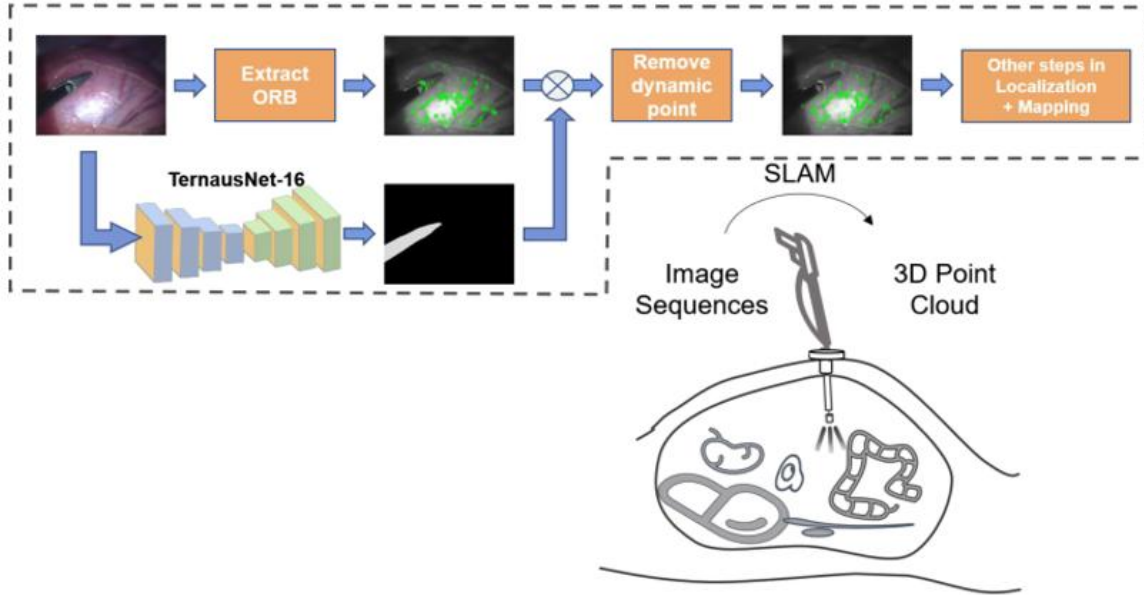 Extract
ORB
Remove
dynamic
point
Other steps in
Localization
+ Mapping
TernausNet-16
SLAM
Image
Sequences
3D Point
Cloud